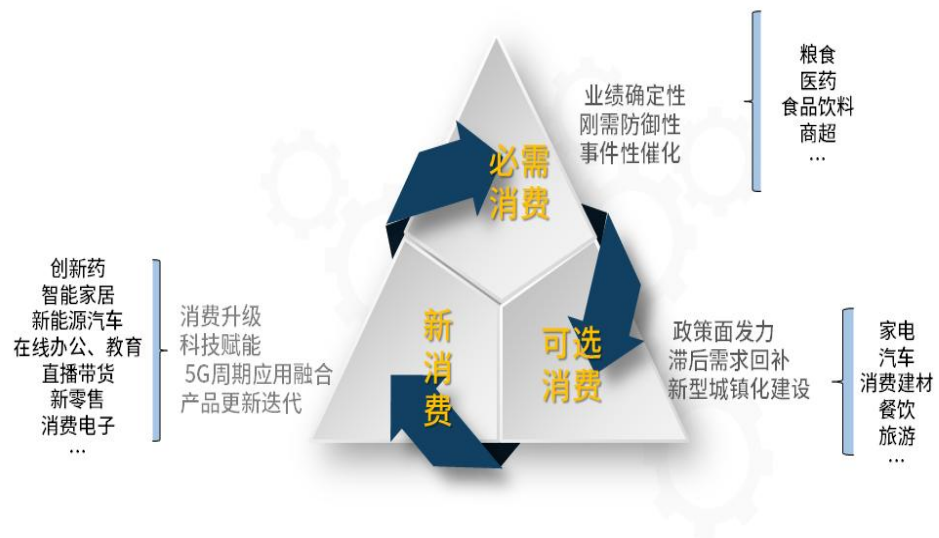 必需
消费
业绩确定性
刚需防御性
事件性催化
粮食
医药
食品饮料
商超
…
可选
消费
政策面发力
滞后需求回补
新型城镇化建设
家电
汽车
消费建材
餐饮
旅游
…
新
消
费
消费升级
科技赋能
5G周期应用融合
产品更新迭代
创新药
智能家居
新能源汽车
在线办公、教育
直播带货
新零售
消费电子
…